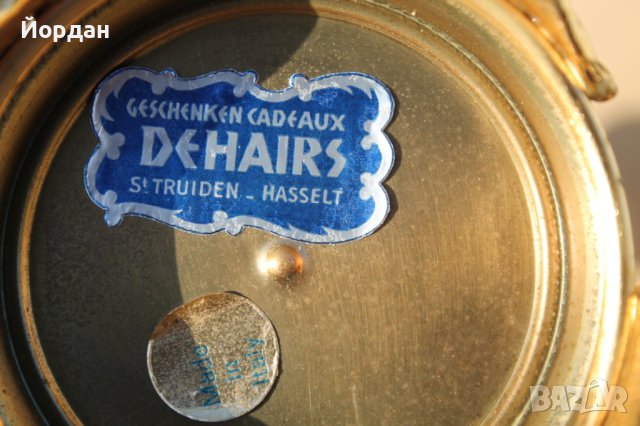 Йордан
GESCHENKEN CADEAUX
DEHAIRS
St TRUIDEN - HASSELT
Made
in
Italy
BAZAR